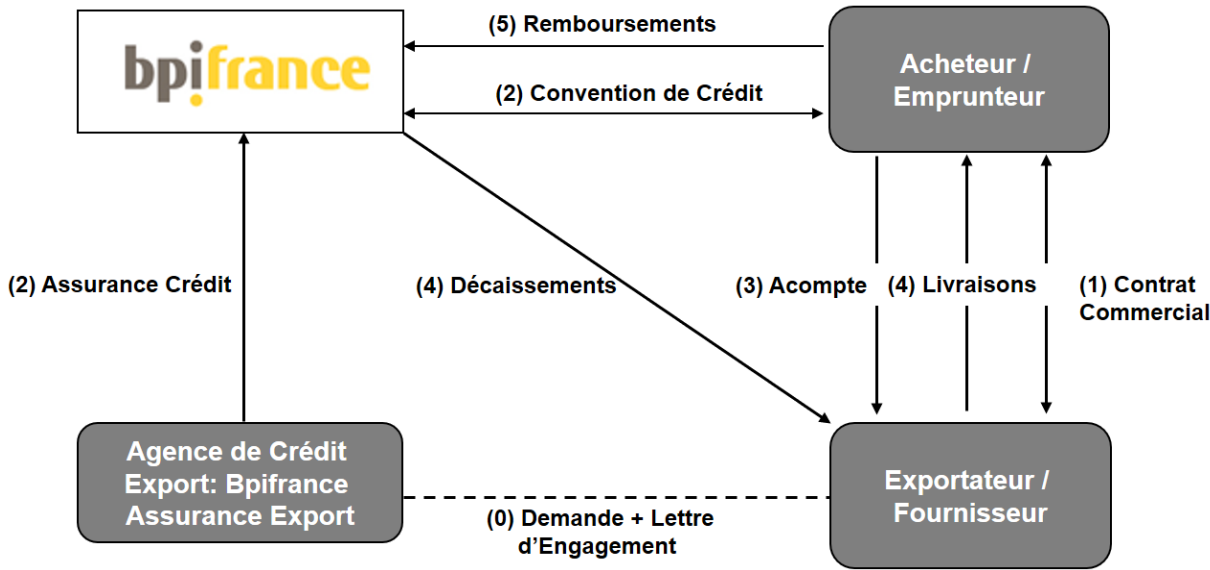 (5) Remboursements
bpifrance
Acheteur /
Emprunteur
(2) Convention de Crédit
(2) Assurance Crédit
(4) Décaissements
(3) Acompte
(4) Livraisons
(1) Contrat
Commercial
Agence de Crédit
Export: Bpifrance
Assurance Export
(0) Demande + Lettre
d’Engagement
Exportateur /
Fournisseur